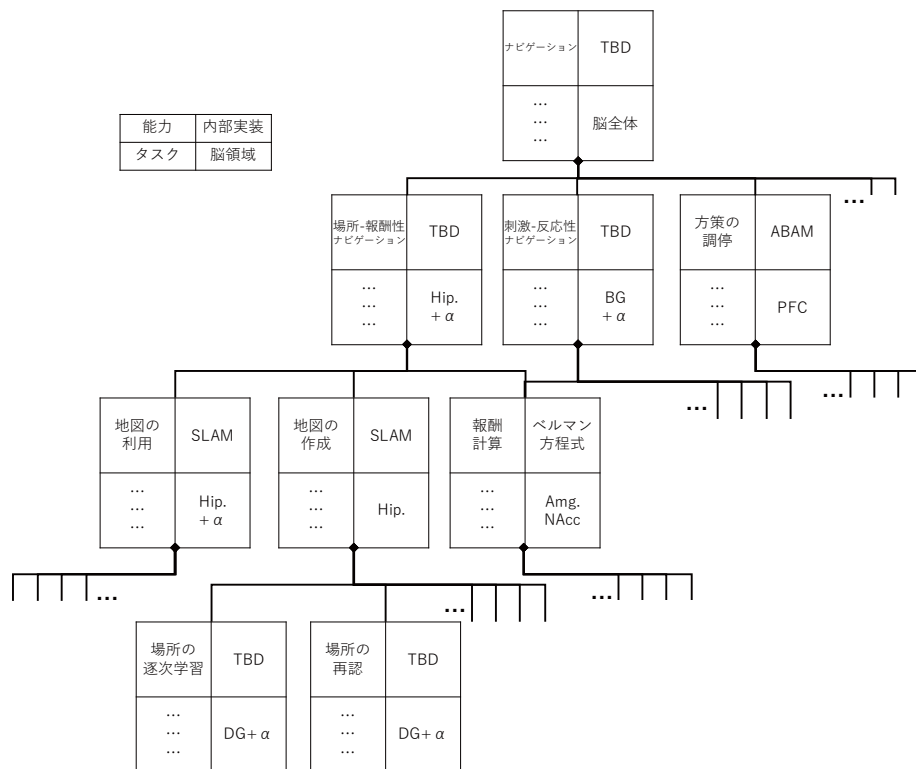 ナビゲーション
TBD
…
…
…
脳全体
能力
内部実装
タスク
脳領域
…
場所-報酬性
ナビゲーション
TBD
…
…
…
Hip.
+ α
刺激-反応性
ナビゲーション
TBD
…
…
…
BG
+ α
方策の
調停
ABAM
…
…
…
PFC
…
…
地図の
利用
SLAM
…
…
…
Hip.
+ α
地図の
作成
SLAM
…
…
…
Hip.
報酬
計算
ベルマン
方程式
…
…
…
Amg.
NAcc
…
…
…
場所の
逐次学習
TBD
…
…
…
DG+ α
場所の
再認
TBD
…
…
…
DG+ α